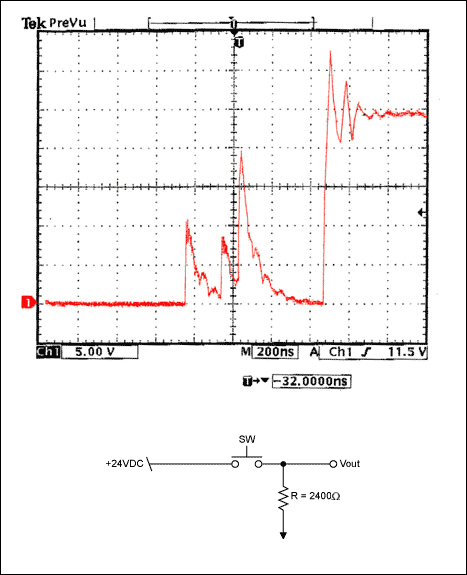 Tek PreVu
T
T
1
Ch1 5.00 V M 200ns A Ch1 ʃ 11.5 V
T→▼ -32.0000ns
SW
+24VDC
Vout
R = 2400Ω